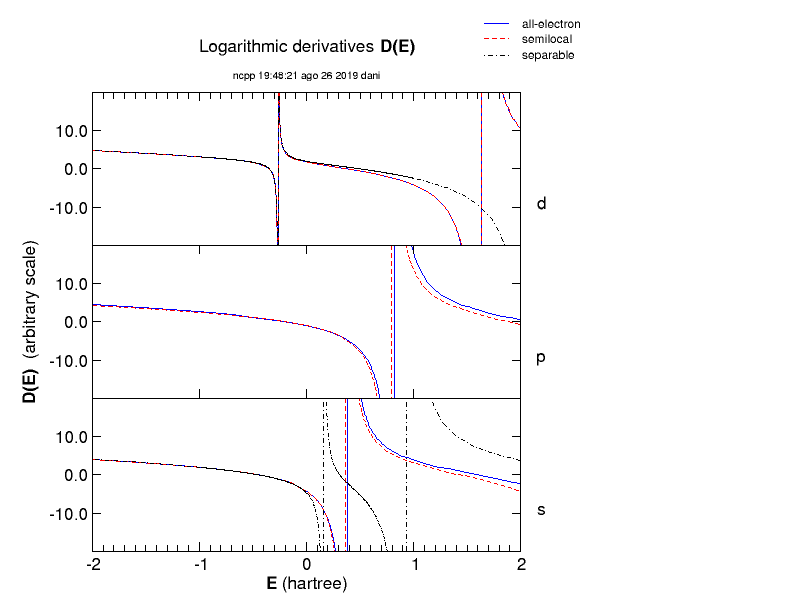 all-electron
semilocal
separable
Logarithmic derivatives D(E)
ncpp 19:48:21 ago 26 2019 dani
10.0
0.0
-10.0
d
10.0
0.0
-10.0
p
10.0
0.0
-10.0
s
D(E) (arbitrary scale)
-2 -1 0 1 2
E (hartree)